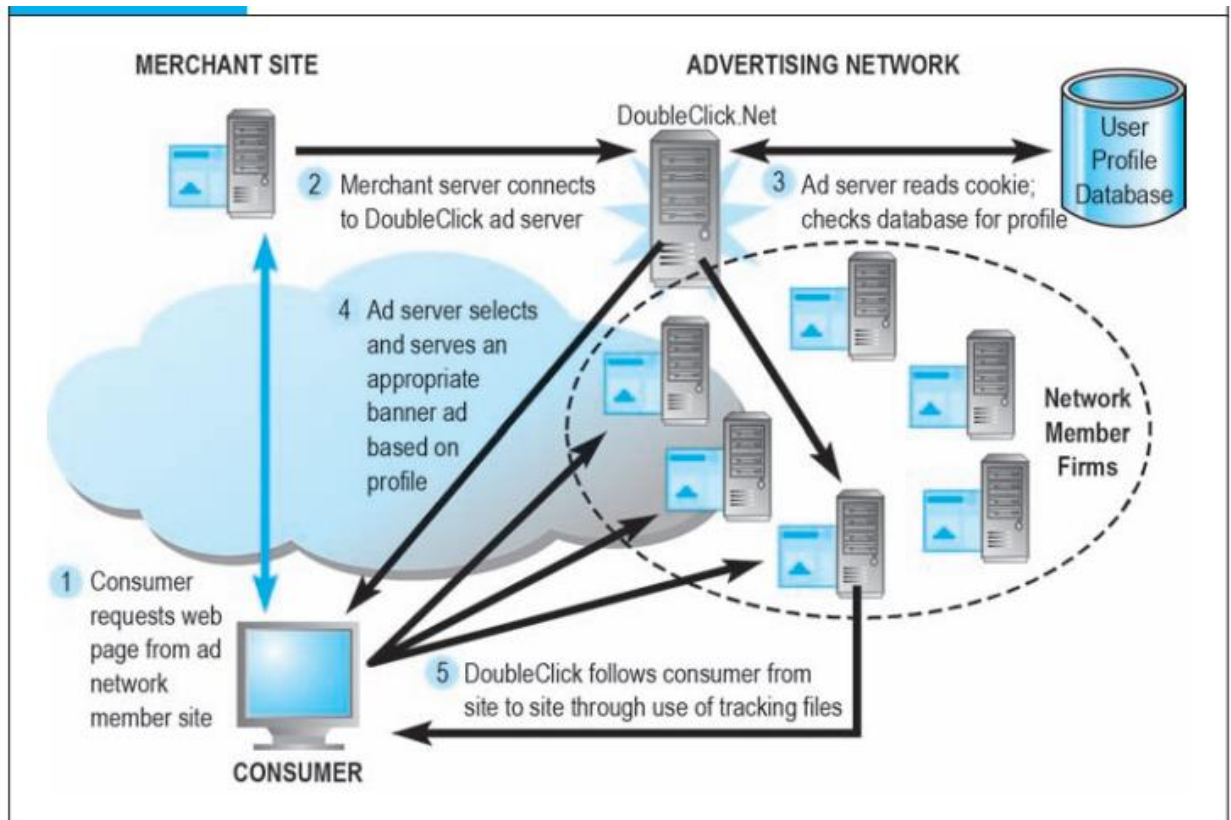 MERCHANT SITE
ADVERTISING NETWORK
DoubleClick.Net
User
Profile
Database
2 Merchant server connects
to DoubleClick ad server
3 Ad server reads cookie;
checks database for profile
4 Ad server selects
and serves an
appropriate
banner ad
based on
profile
Network
Member
Firms
1 Consumer
requests web
page from ad
network
member site
5 DoubleClick follows consumer from
site to site through use of tracking files
CONSUMER